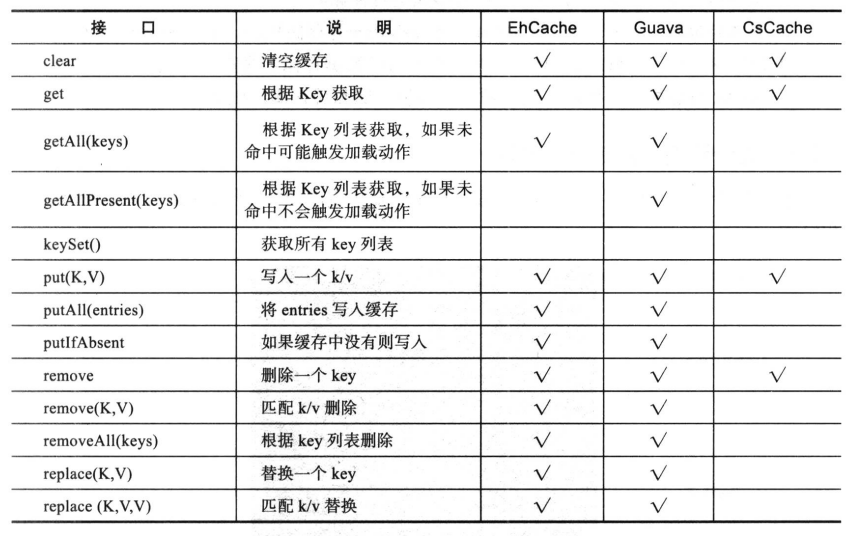 接 口 说 明 EhCache Guava CsCache
clear 清空缓存 √ √ √
get 根据 Key 获取 √ √ √
getAll(keys) 根据 Key 列表获取，如果未
命中可能触发加载动作 √ √
getAllPresent(keys) 根据 Key 列表获取，如果未
命中不会触发加载动作 √
keySet() 获取所有 key 列表
put(K,V) 写入一个 k/v √ √ √
putAll(entries) 将 entries 写入缓存 √ √
putIfAbsent 如果缓存中没有则写入 √ √
remove 删除一个 key √ √ √
remove(K,V) 匹配 k/v 删除 √ √
removeAll(keys) 根据 key 列表删除 √ √
replace(K,V) 替换一个 key √ √
replace (K,V,V) 匹配 k/v 替换 √ √